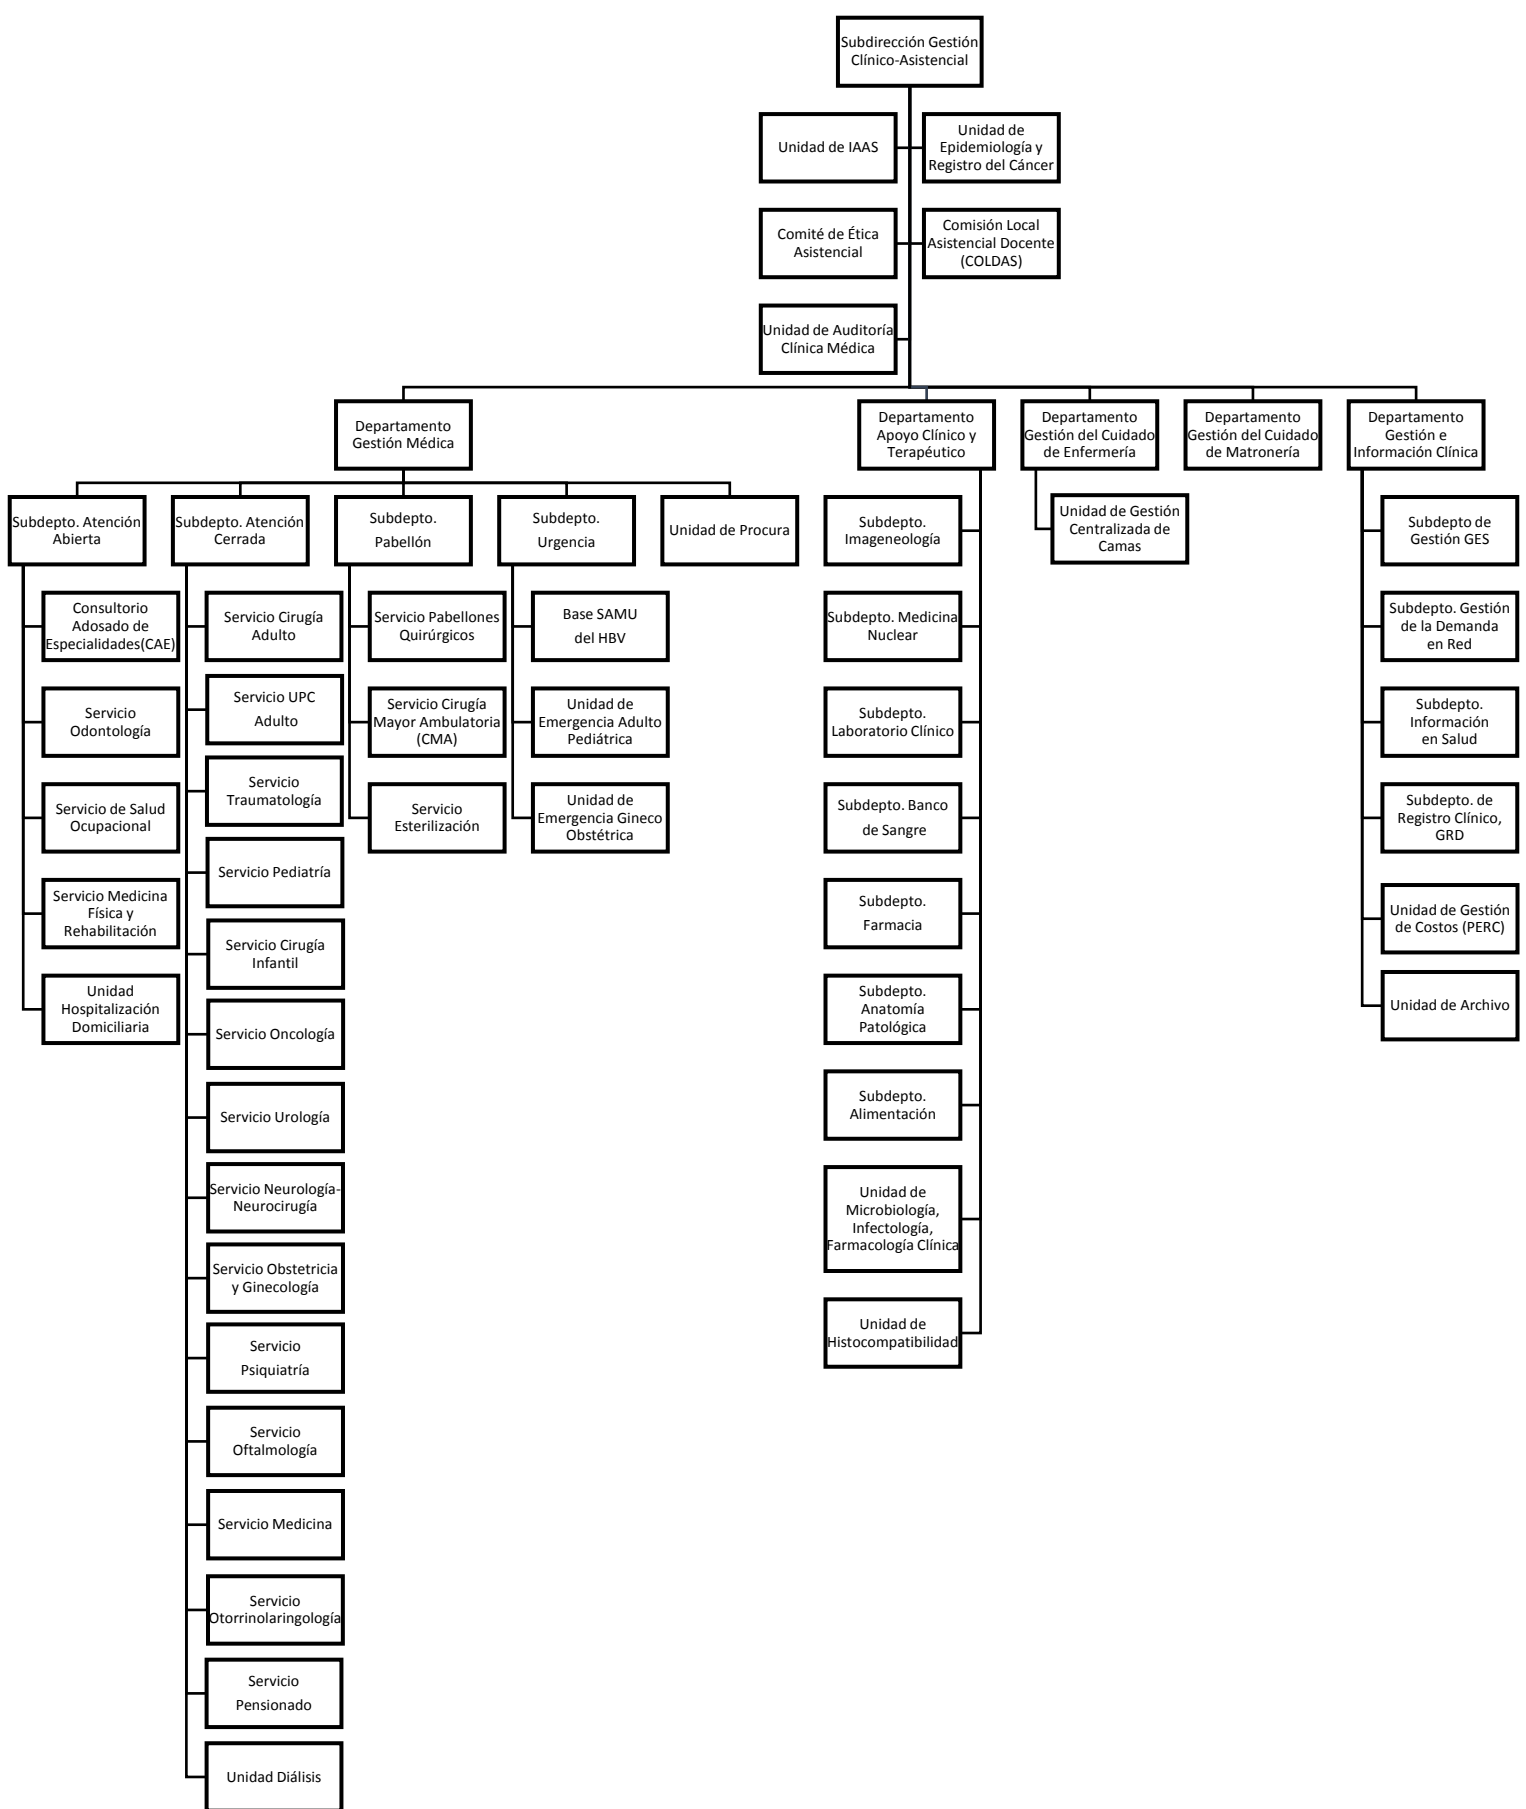 Subdirección Gestión
Clínico-Asistencial
Unidad de IAAS
Unidad de
Epidemiología y
Registro del Cáncer
Comité de Ética
Asistencial
Comisión Local
Asistencial Docente
(COLDAS)
Unidad de Auditoría
Clínica Médica
Departamento
Gestión Médica
Departamento
Apoyo Clínico y
Terapéutico
Departamento
Gestión del Cuidado
de Enfermería
Departamento
Gestión del Cuidado
de Matronería
Departamento
Gestión e
Información Clínica
Subdepto. Atención
Abierta
Subdepto. Atención
Cerrada
Subdepto.
Pabellón
Subdepto.
Urgencia
Unidad de Procura
Consultorio
Adosado de
Especialidades(CAE)
Servicio
Odontología
Servicio de Salud
Ocupacional
Servicio Medicina
Física y
Rehabilitación
Unidad
Hospitalización
Domiciliaria
Servicio Cirugía
Adulto
Servicio UPC
Adulto
Servicio
Traumatología
Servicio Pediatría
Servicio Cirugía
Infantil
Servicio Oncología
Servicio Urología
Servicio Neurología-
Neurocirugía
Servicio Obstetricia
y Ginecología
Servicio
Psiquiatría
Servicio
Oftalmología
Servicio Medicina
Servicio
Otorrinolaringología
Servicio
Pensionado
Unidad Diálisis
Servicio Pabellones
Quirúrgicos
Servicio Cirugía
Mayor Ambulatoria
(CMA)
Servicio
Esterilización
Base SAMU
del HBV
Unidad de
Emergencia Adulto
Pediátrica
Unidad de
Emergencia Gineco
Obstétrica
Subdepto.
Imageneología
Subdepto. Medicina
Nuclear
Subdepto.
Laboratorio Clínico
Subdepto. Banco
de Sangre
Subdepto.
Farmacia
Subdepto.
Anatomía
Patológica
Subdepto.
Alimentación
Unidad de
Microbiología,
Infectología,
Farmacología Clínica
Unidad de
Histocompatibilidad
Unidad de Gestión
Centralizada de
Camas
Subdepto de
Gestión GES
Subdepto. Gestión
de la Demanda
en Red
Subdepto.
Información
en Salud
Subdepto. de
Registro Clínico,
GRD
Unidad de Gestión
de Costos (PERC)
Unidad de Archivo